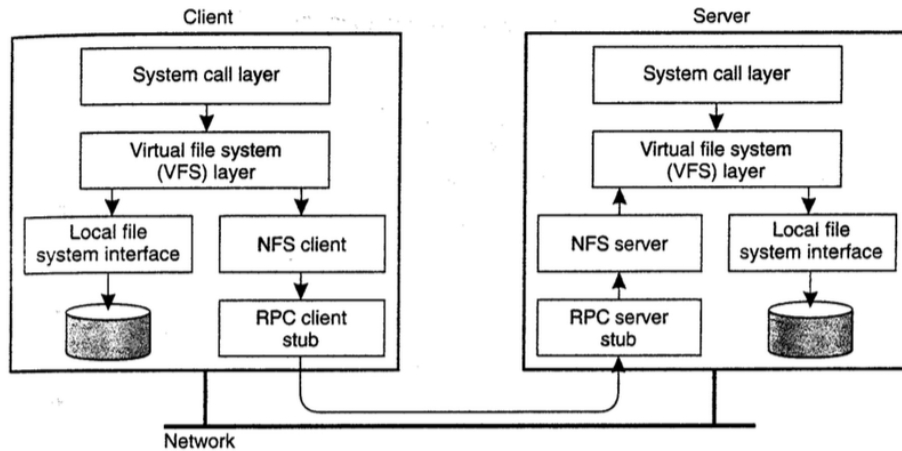 Client
Server
System call layer
System call layer
Virtual file system
(VFS) layer
Virtual file system
(VFS) layer
Local file
system interface
NFS client
NFS server
Local file
system interface
RPC client
stub
RPC server
stub
Network